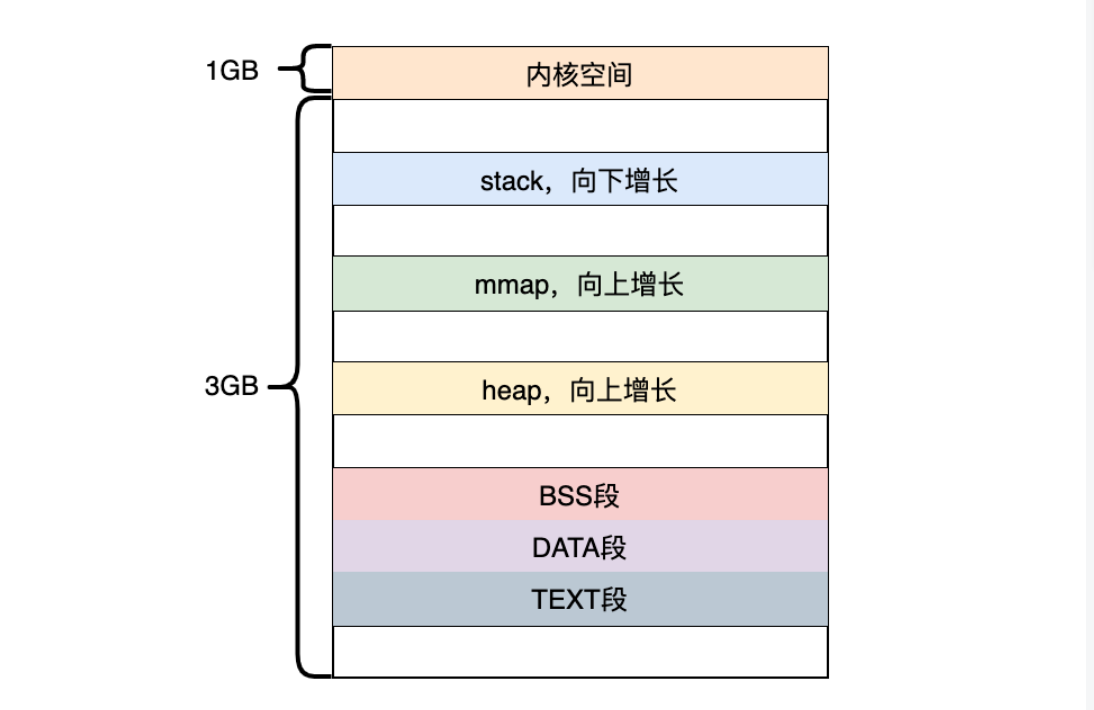 1GB
内核空间
stack，向下增长
mmap，向上增长
3GB
heap，向上增长
BSS段
DATA段
TEXT段